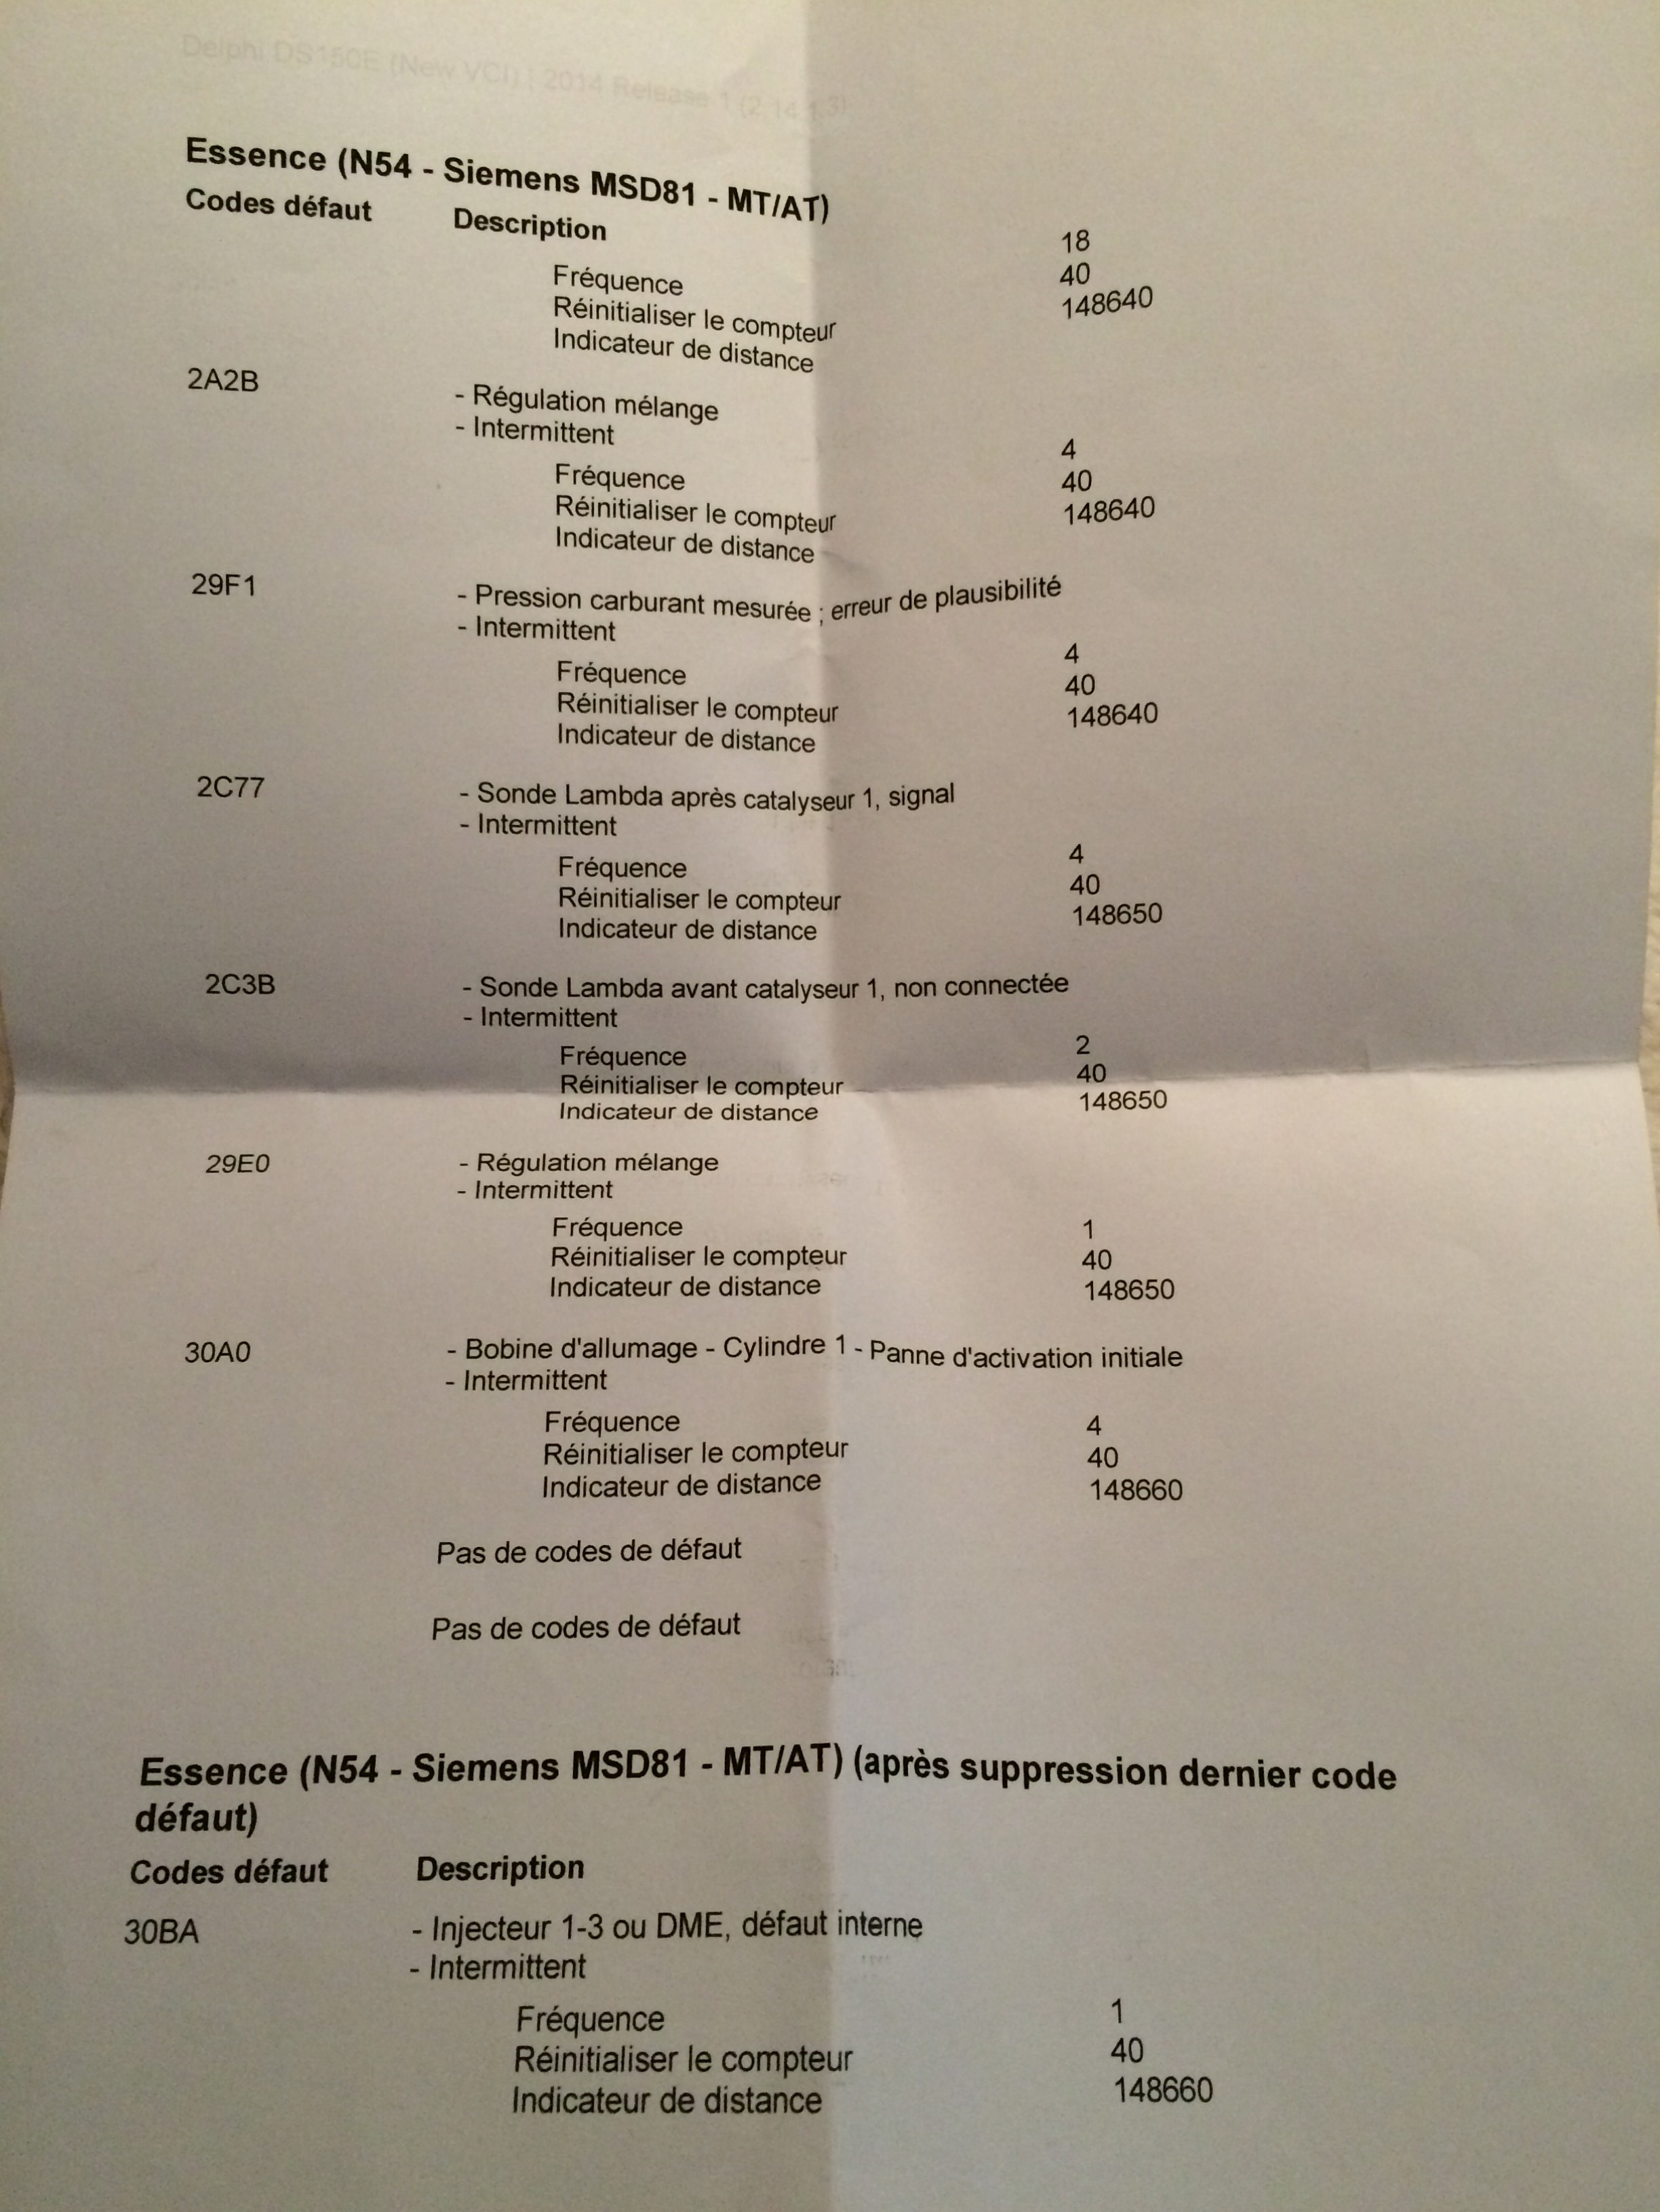 Delphi DS150E (New VCI) | 2014 Release 1 (2.14.1.3)
Essence (N54 - Siemens MSD81 - MT/AT)
Codes défaut Description
18
Fréquence 40
Réinitialiser le compteur 148640
Indicateur de distance
2A2B - Régulation mélange
- Intermittent
Fréquence 4
Réinitialiser le compteur 40
Indicateur de distance 148640
29F1 - Pression carburant mesurée ; erreur de plausibilité
- Intermittent
Fréquence 4
Réinitialiser le compteur 40
Indicateur de distance 148640
2C77 - Sonde Lambda après catalyseur 1, signal
- Intermittent
Fréquence 4
Réinitialiser le compteur 40
Indicateur de distance 148650
2C3B - Sonde Lambda avant catalyseur 1, non connectée
- Intermittent
Fréquence 2
Réinitialiser le compteur 40
Indicateur de distance 148650
29E0 - Régulation mélange
- Intermittent
Fréquence 1
Réinitialiser le compteur 40
Indicateur de distance 148650
30A0 - Bobine d'allumage - Cylindre 1 - Panne d'activation initiale
- Intermittent
Fréquence 4
Réinitialiser le compteur 40
Indicateur de distance 148660
Pas de codes de défaut
Pas de codes de défaut
Essence (N54 - Siemens MSD81 - MT/AT) (après suppression dernier code
défaut)
Codes défaut Description
30BA - Injecteur 1-3 ou DME, défaut interne
- Intermittent
Fréquence 1
Réinitialiser le compteur 40
Indicateur de distance 148660